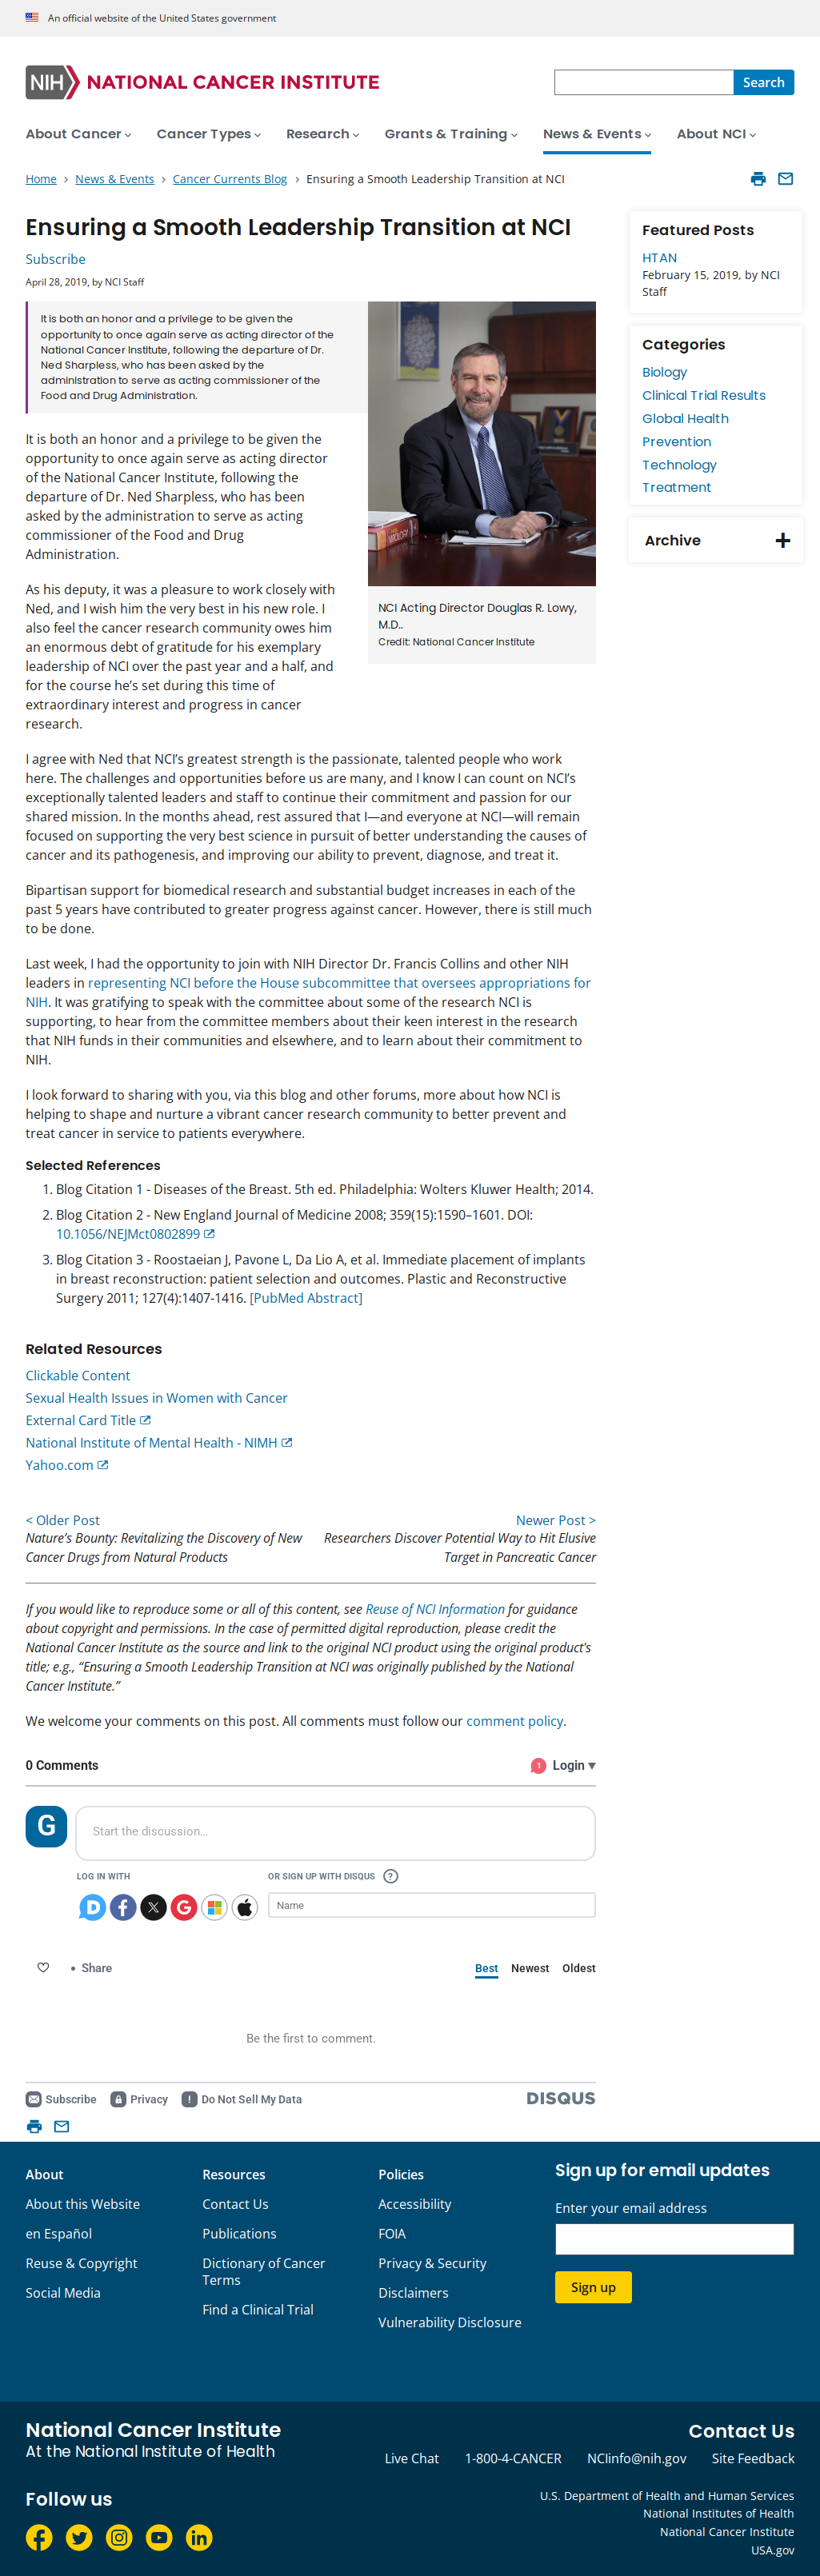 An official website of the United States government
NIH NATIONAL CANCER INSTITUTE
Search
About Cancer Cancer Types Research Grants & Training News & Events About NCI
Home > News & Events > Cancer Currents Blog > Ensuring a Smooth Leadership Transition at NCI
Ensuring a Smooth Leadership Transition at NCI
Subscribe
April 28, 2019, by NCI Staff
It is both an honor and a privilege to be given the
opportunity to once again serve as acting director of the
National Cancer Institute, following the departure of Dr.
Ned Sharpless, who has been asked by the
administration to serve as acting commissioner of the
Food and Drug Administration.
NCI Acting Director Douglas R. Lowy,
M.D..
Credit: National Cancer Institute
It is both an honor and a privilege to be given the
opportunity to once again serve as acting director
of the National Cancer Institute, following the
departure of Dr. Ned Sharpless, who has been
asked by the administration to serve as acting
commissioner of the Food and Drug
Administration.
As his deputy, it was a pleasure to work closely with
Ned, and I wish him the very best in his new role. I
also feel the cancer research community owes him
an enormous debt of gratitude for his exemplary
leadership of NCI over the past year and a half, and
for the course he’s set during this time of
extraordinary interest and progress in cancer
research.
I agree with Ned that NCI’s greatest strength is the passionate, talented people who work
here. The challenges and opportunities before us are many, and I know I can count on NCI’s
exceptionally talented leaders and staff to continue their commitment and passion for our
shared mission. In the months ahead, rest assured that I—and everyone at NCI—will remain
focused on supporting the very best science in pursuit of better understanding the causes of
cancer and its pathogenesis, and improving our ability to prevent, diagnose, and treat it.
Bipartisan support for biomedical research and substantial budget increases in each of the
past 5 years have contributed to greater progress against cancer. However, there is still much
to be done.
Last week, I had the opportunity to join with NIH Director Dr. Francis Collins and other NIH
leaders in representing NCI before the House subcommittee that oversees appropriations for
NIH. It was gratifying to speak with the committee about some of the research NCI is
supporting, to hear from the committee members about their keen interest in the research
that NIH funds in their communities and elsewhere, and to learn about their commitment to
NIH.
I look forward to sharing with you, via this blog and other forums, more about how NCI is
helping to shape and nurture a vibrant cancer research community to better prevent and
treat cancer in service to patients everywhere.
Selected References
1. Blog Citation 1 - Diseases of the Breast. 5th ed. Philadelphia: Wolters Kluwer Health; 2014.
2. Blog Citation 2 - New England Journal of Medicine 2008; 359(15):1590–1601. DOI:
10.1056/NEJMct0802899
3. Blog Citation 3 - Roostaeian J, Pavone L, Da Lio A, et al. Immediate placement of implants
in breast reconstruction: patient selection and outcomes. Plastic and Reconstructive
Surgery 2011; 127(4):1407-1416. [PubMed Abstract]
Related Resources
Clickable Content
Sexual Health Issues in Women with Cancer
External Card Title
National Institute of Mental Health - NIMH
Yahoo.com
< Older Post
Nature’s Bounty: Revitalizing the Discovery of New
Cancer Drugs from Natural Products
Newer Post >
Researchers Discover Potential Way to Hit Elusive
Target in Pancreatic Cancer
If you would like to reproduce some or all of this content, see Reuse of NCI Information for guidance
about copyright and permissions. In the case of permitted digital reproduction, please credit the
National Cancer Institute as the source and link to the original NCI product using the original product's
title; e.g., “Ensuring a Smooth Leadership Transition at NCI was originally published by the National
Cancer Institute.”
We welcome your comments on this post. All comments must follow our comment policy.
0 Comments
1 Login
G
Start the discussion...
LOG IN WITH
OR SIGN UP WITH DISQUS ?
D f X G
Name
• Share
Best Newest Oldest
Be the first to comment.
Subscribe Privacy ! Do Not Sell My Data
DISQUS
Featured Posts
HTAN
February 15, 2019, by NCI
Staff
Categories
Biology
Clinical Trial Results
Global Health
Prevention
Technology
Treatment
Archive
About
About this Website
en Español
Reuse & Copyright
Social Media
Resources
Contact Us
Publications
Dictionary of Cancer
Terms
Find a Clinical Trial
Policies
Accessibility
FOIA
Privacy & Security
Disclaimers
Vulnerability Disclosure
Sign up for email updates
Enter your email address
Sign up
National Cancer Institute
At the National Institute of Health
Contact Us
Live Chat 1-800-4-CANCER NCIinfo@nih.gov Site Feedback
Follow us
U.S. Department of Health and Human Services
National Institutes of Health
National Cancer Institute
USA.gov